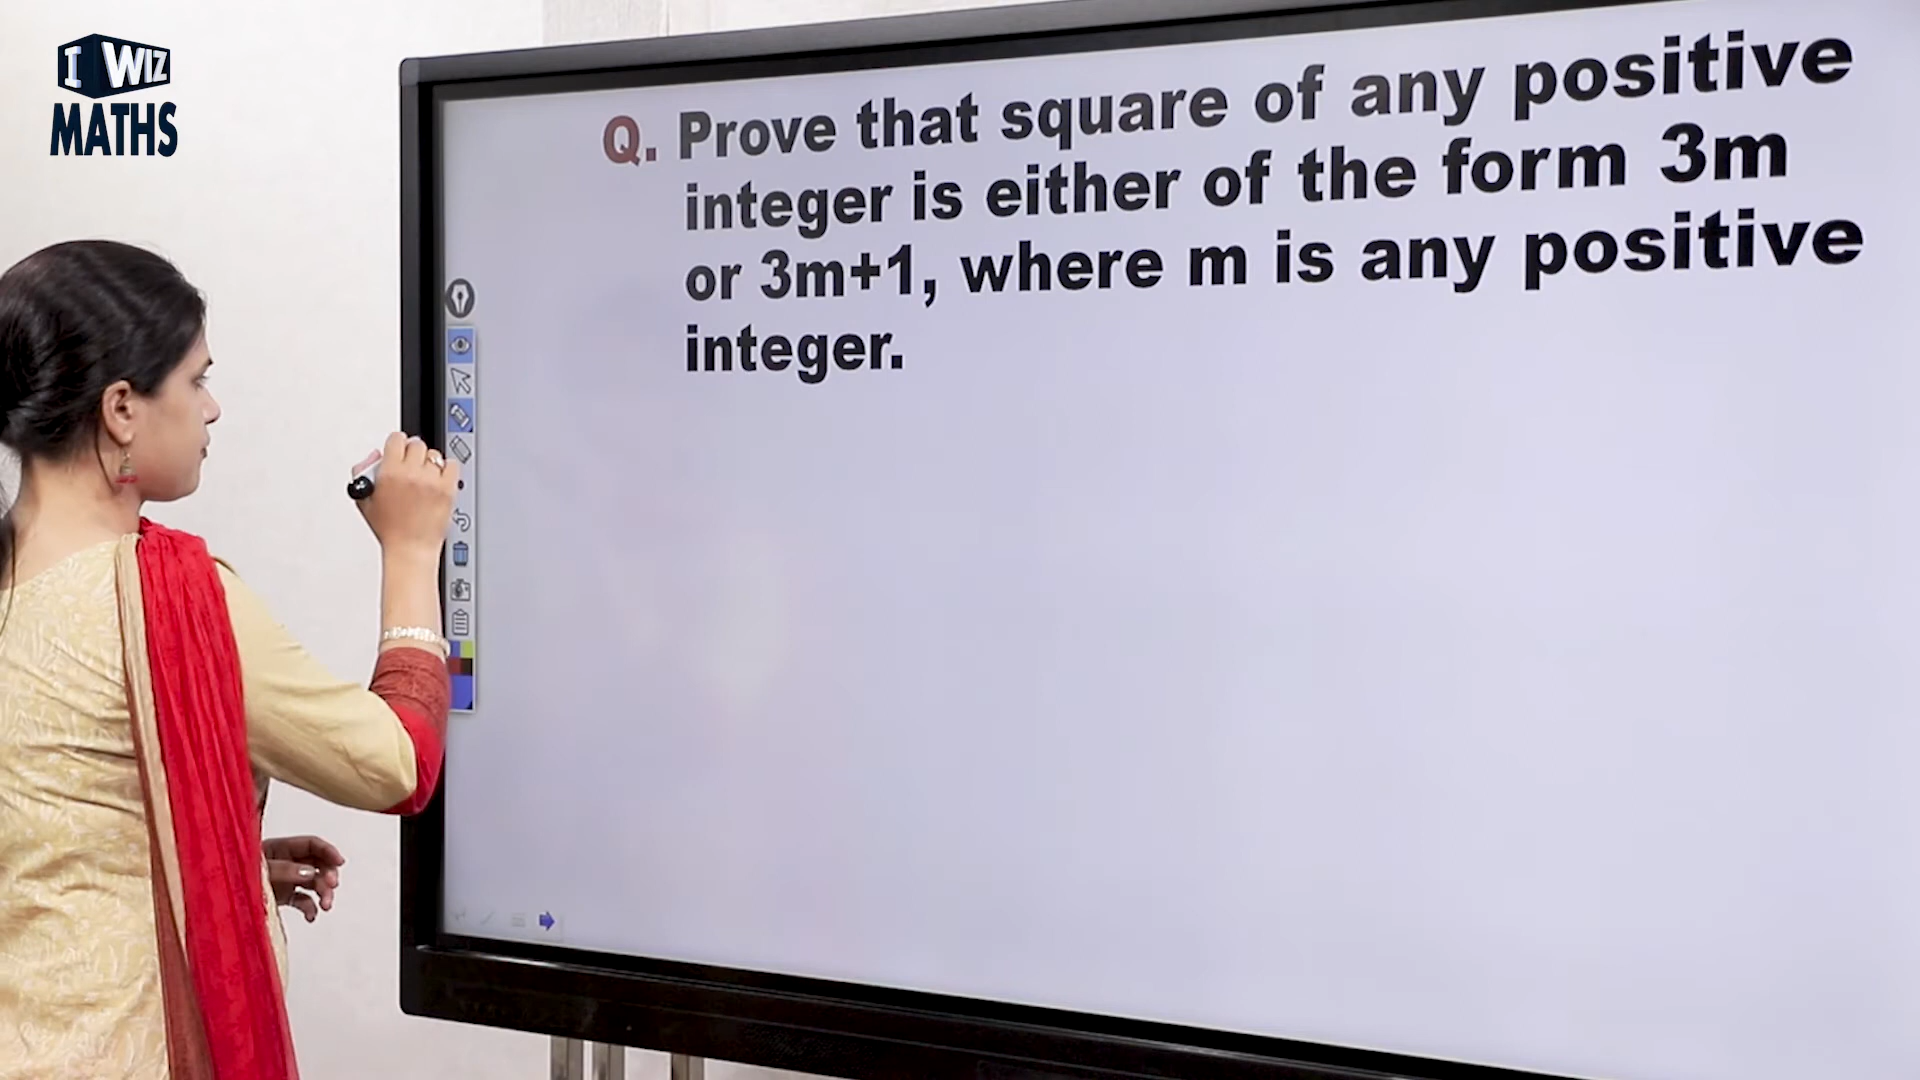 I WIZ
MATHS
Q. Prove that square of any positive
integer is either of the form 3m
or 3m+1, where m is any positive
integer.